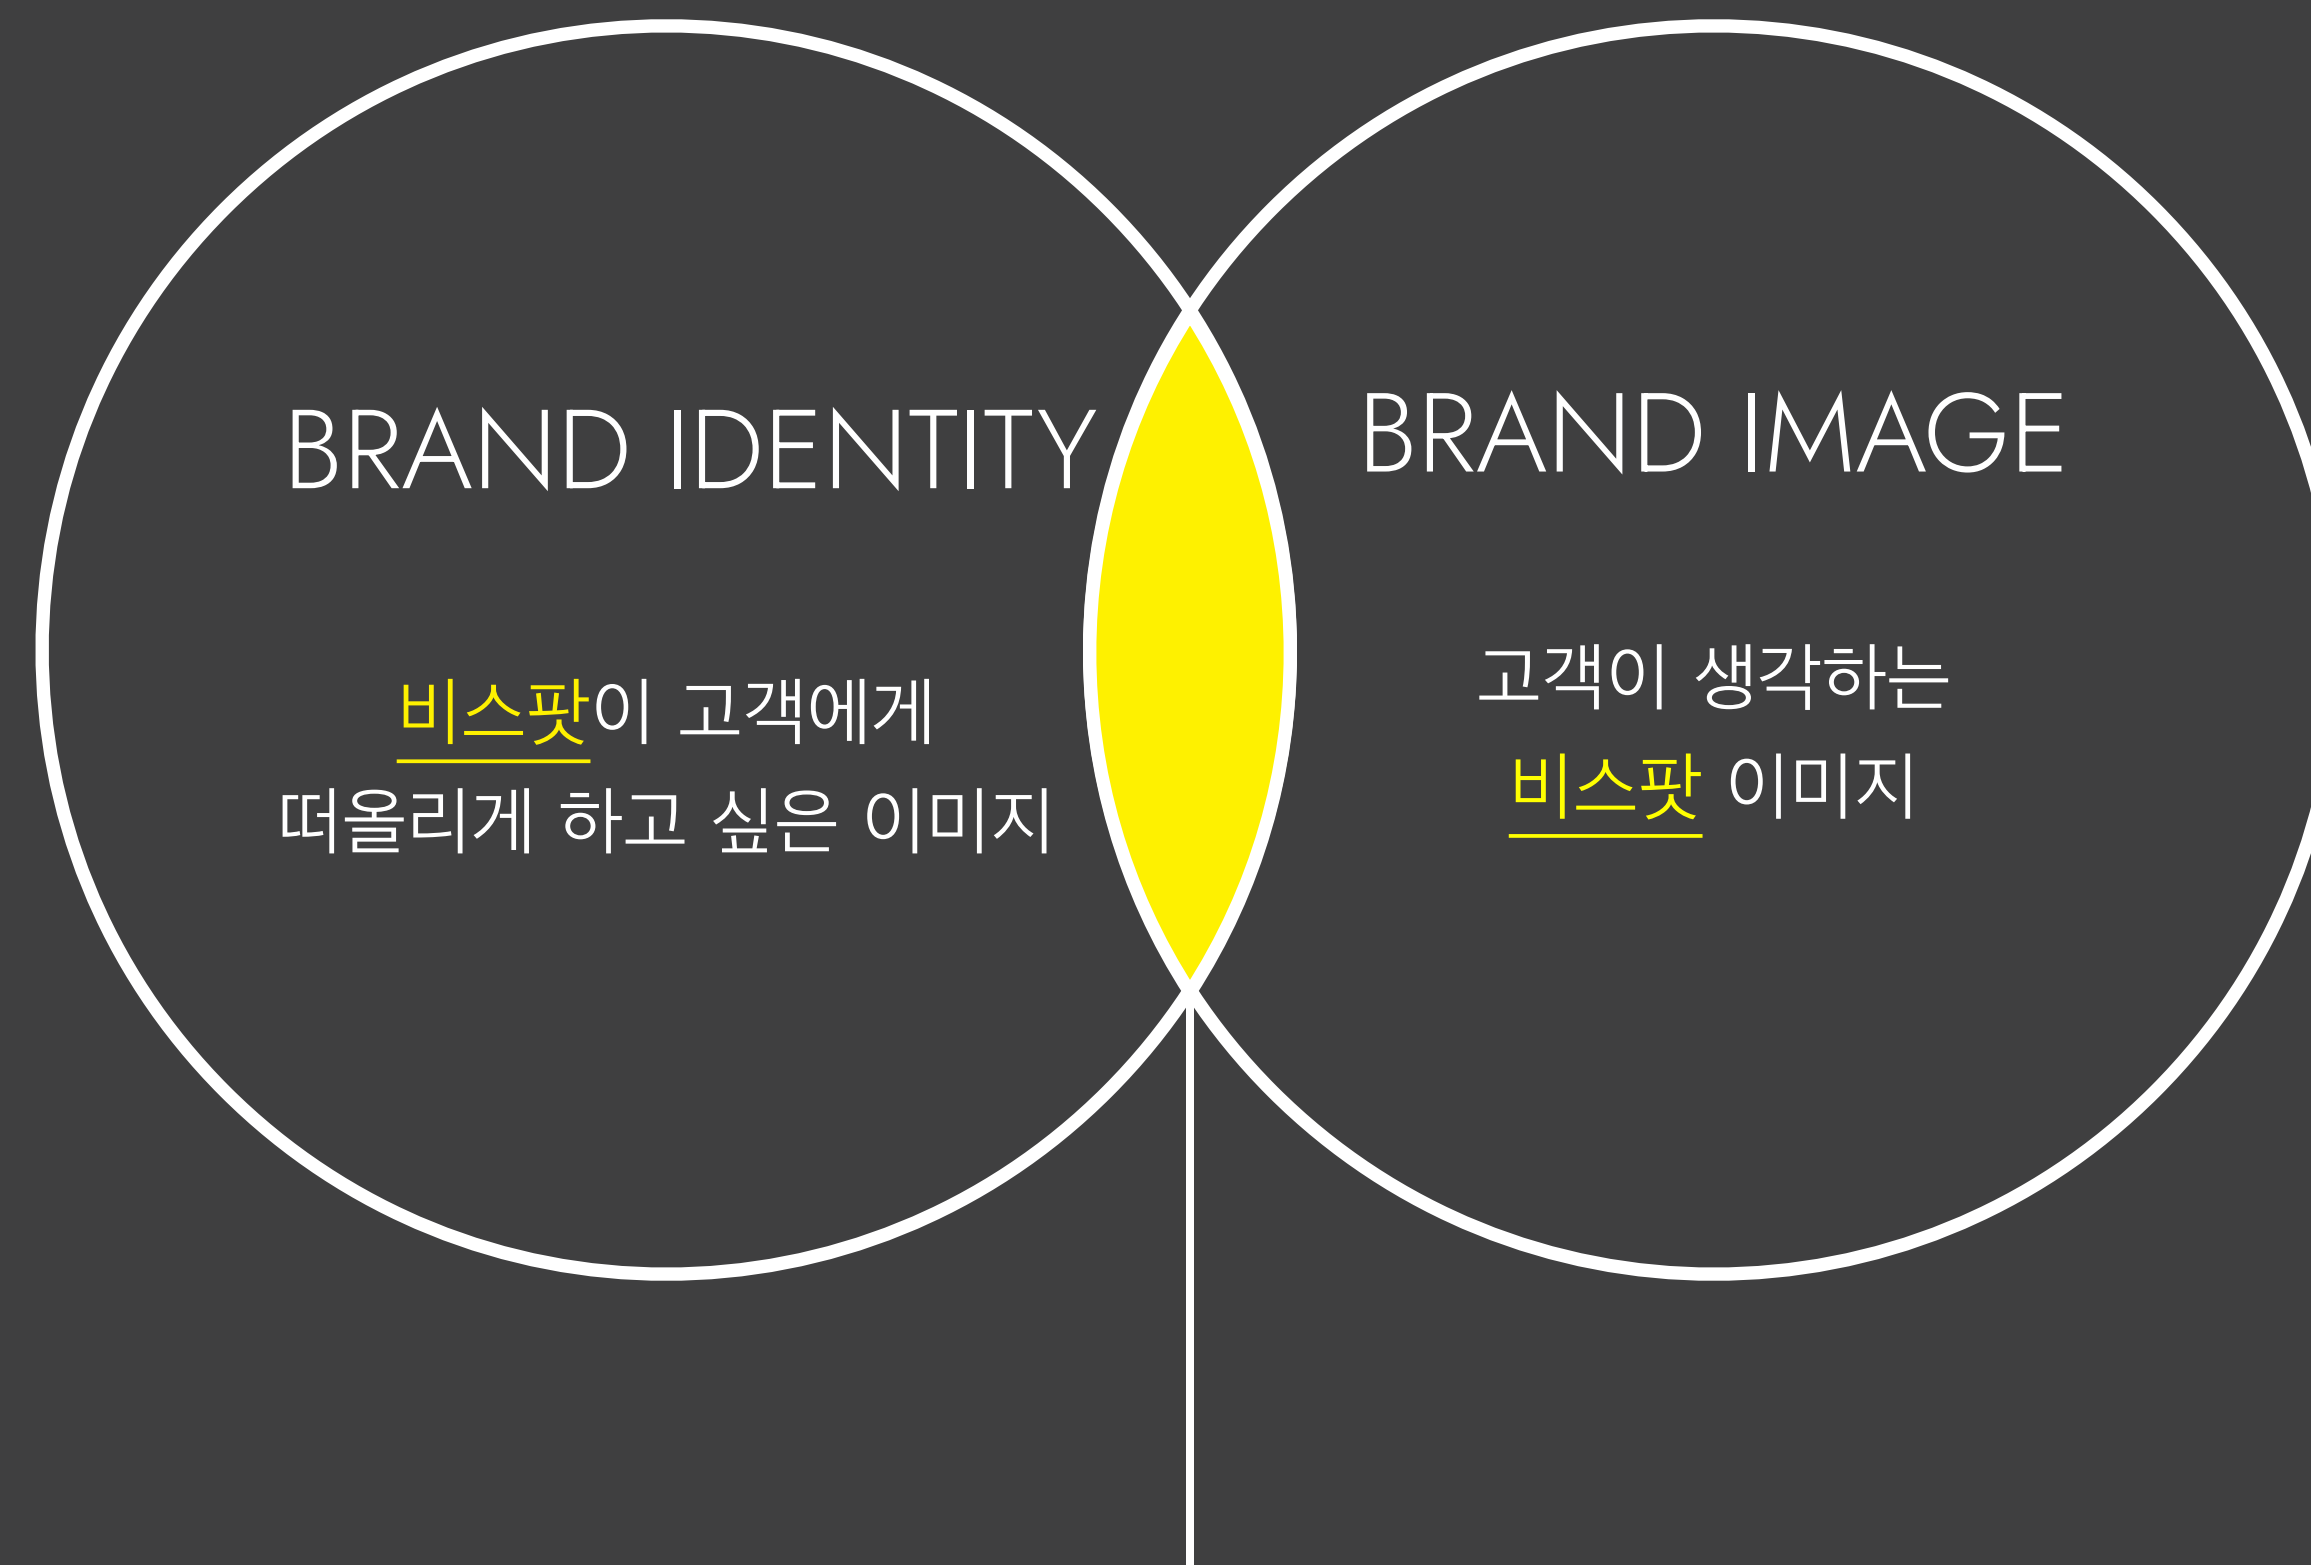 BRAND IDENTITY
비스팟이 고객에게
떠올리게 하고 싶은 이미지
BRAND IMAGE
고객이 생각하는
비스팟 이미지